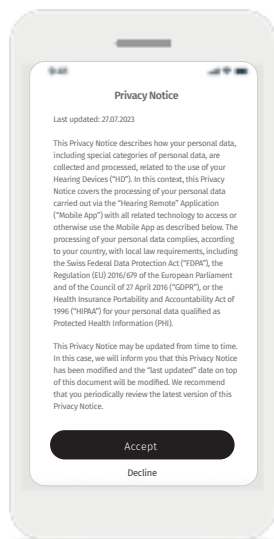 9:41
Privacy Notice
Last updated: 27.07.2023
This Privacy Notice describes how your personal data,
including special categories of personal data, are
collected and processed, related to the use of your
Hearing Devices (“HD”). In this context, this Privacy
Notice covers the processing of your personal data
carried out via the “Hearing Remote” Application
(“Mobile App”) with all related technology to access or
otherwise use the Mobile App as described below. The
processing of your personal data complies, according
to your country, with local law requirements, including
the Swiss Federal Data Protection Act (“FDPA”), the
Regulation (EU) 2016/679 of the European Parliament
and of the Council of 27 April 2016 (“GDPR”), or the
Health Insurance Portability and Accountability Act of
1996 (“HIPAA”) for your personal data qualified as
Protected Health Information (PHI).
This Privacy Notice may be updated from time to time.
In this case, we will inform you that this Privacy Notice
has been modified and the “last updated” date on top
of this document will be modified. We recommend
that you periodically review the latest version of this
Privacy Notice.
Accept
Decline